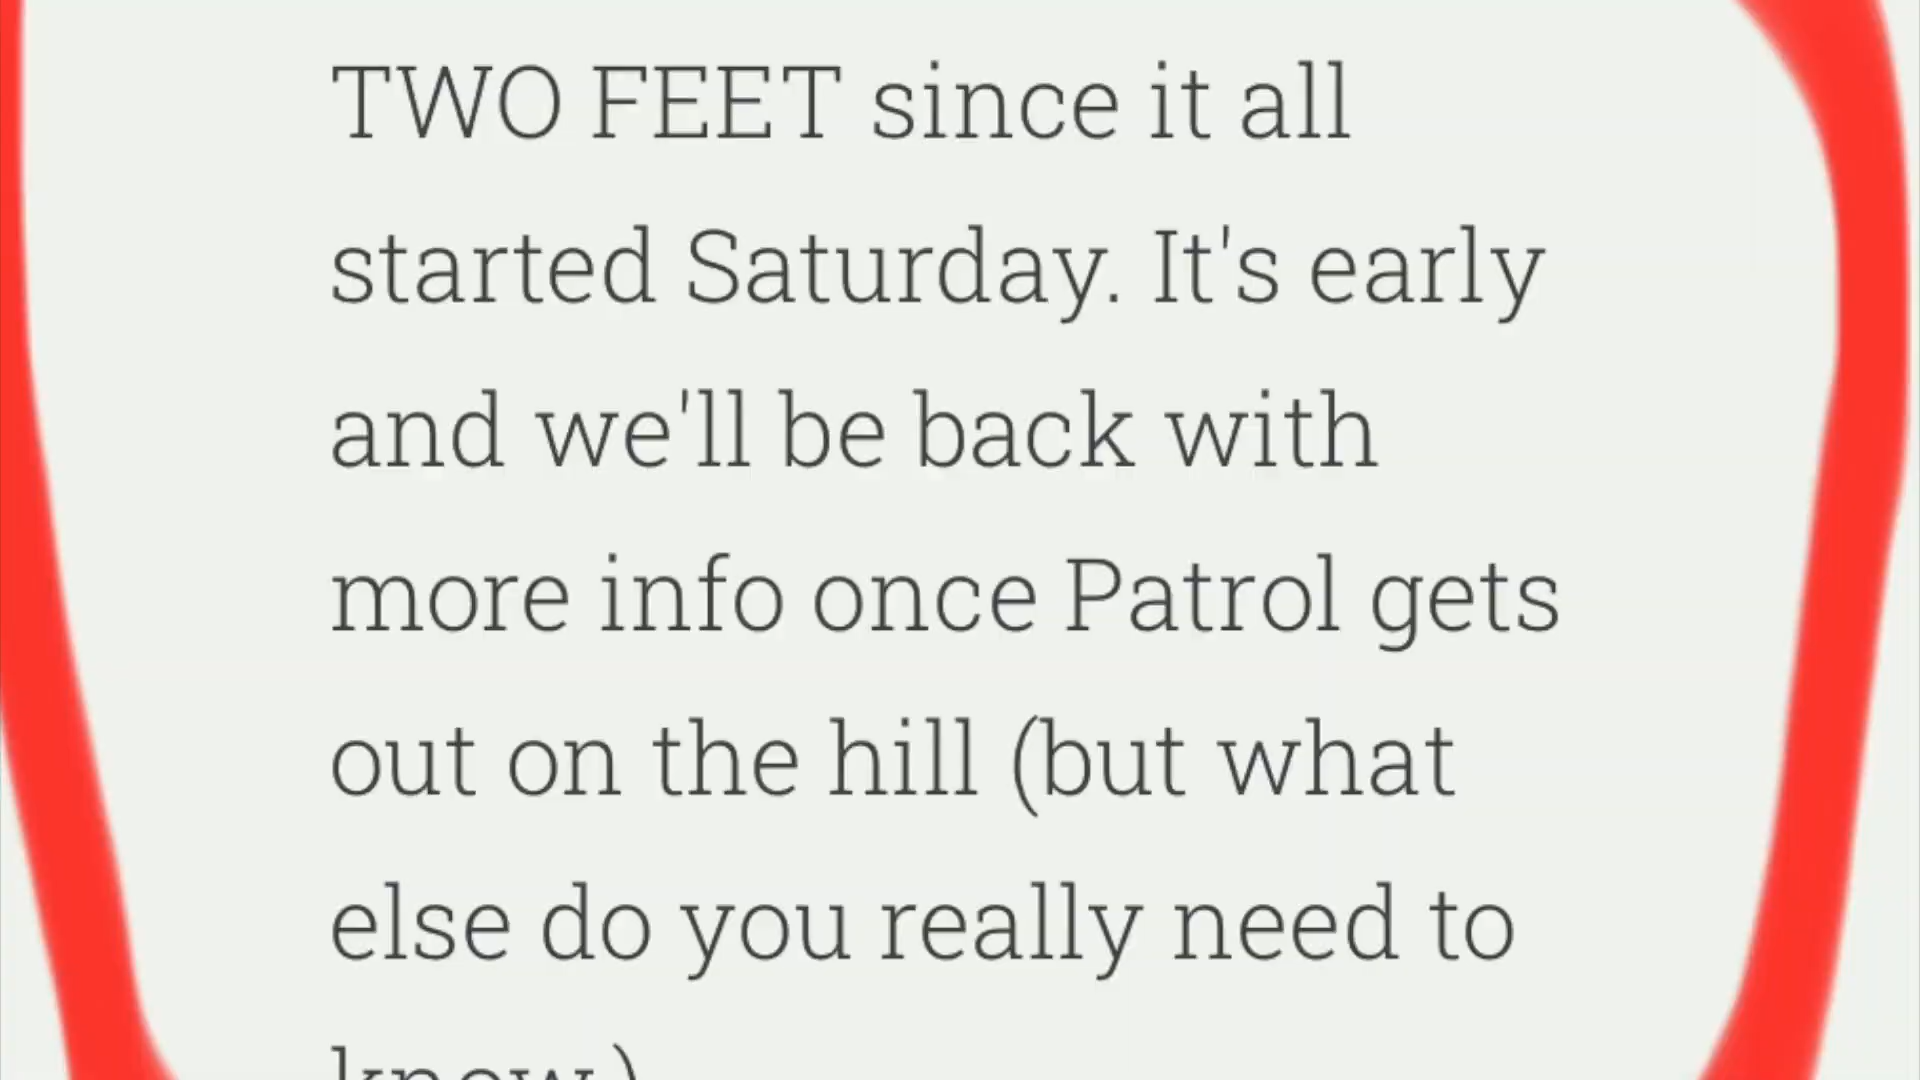 TWO FEET since it all
started Saturday. It's early
and we'll be back with
more info once Patrol gets
out on the hill (but what
else do you really need to
know.)